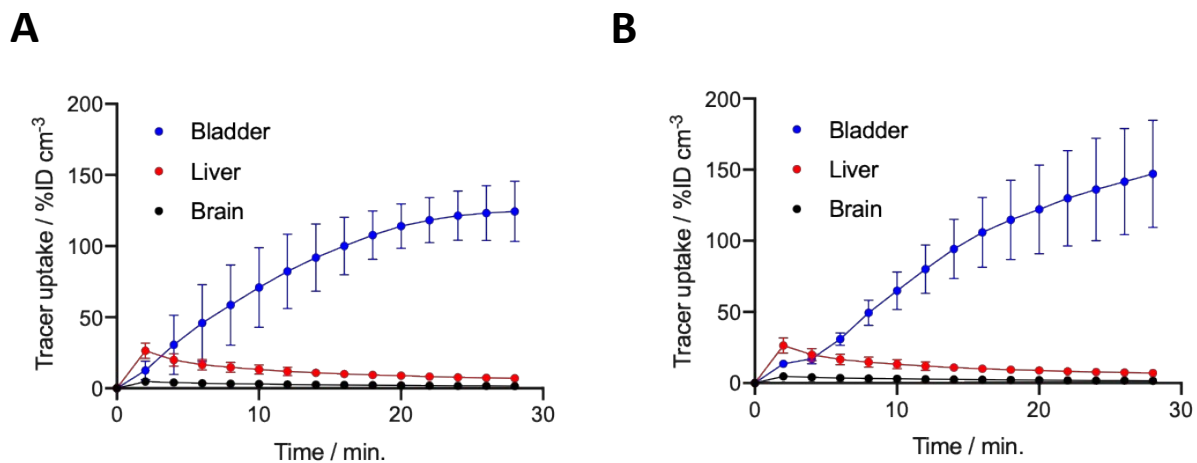 A
Tracer uptake / %ID cm⁻³
200
150
100
50
0
Bladder
Liver
Brain
0
10
20
30
Time / min.
B
Tracer uptake / %ID cm⁻³
200
150
100
50
0
Bladder
Liver
Brain
0
10
20
30
Time / min.